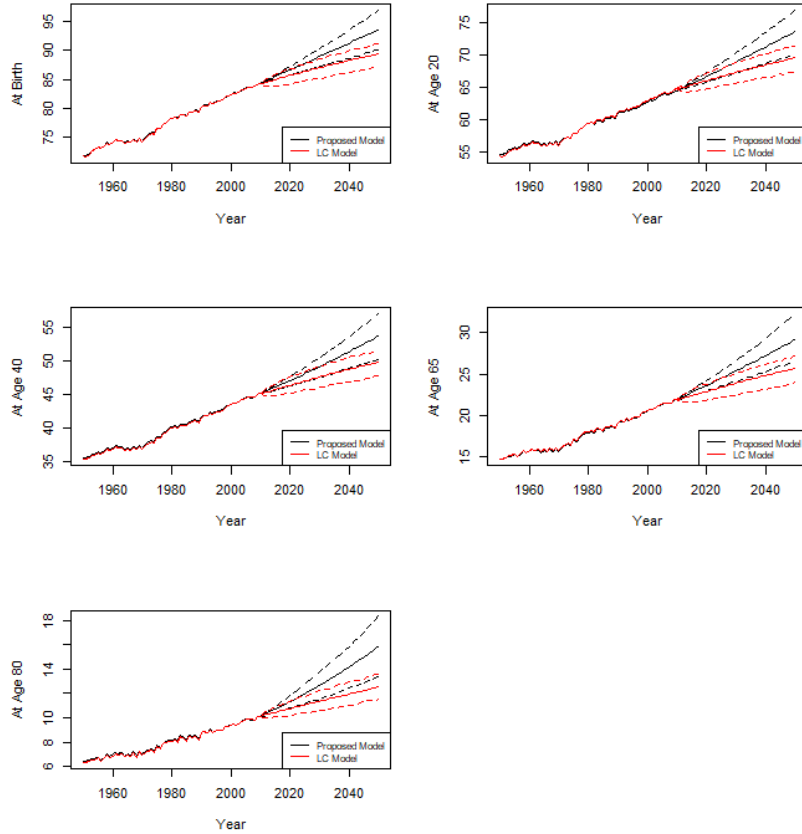 At Birth
95
90
85
80
75
Proposed Model
LC Model
1960 1980 2000 2020 2040
Year
At Age 20
75
70
65
60
55
Proposed Model
LC Model
1960 1980 2000 2020 2040
Year
At Age 40
55
50
45
40
35
Proposed Model
LC Model
1960 1980 2000 2020 2040
Year
At Age 65
30
25
20
15
Proposed Model
LC Model
1960 1980 2000 2020 2040
Year
At Age 80
18
14
10
8
6
Proposed Model
LC Model
1960 1980 2000 2020 2040
Year